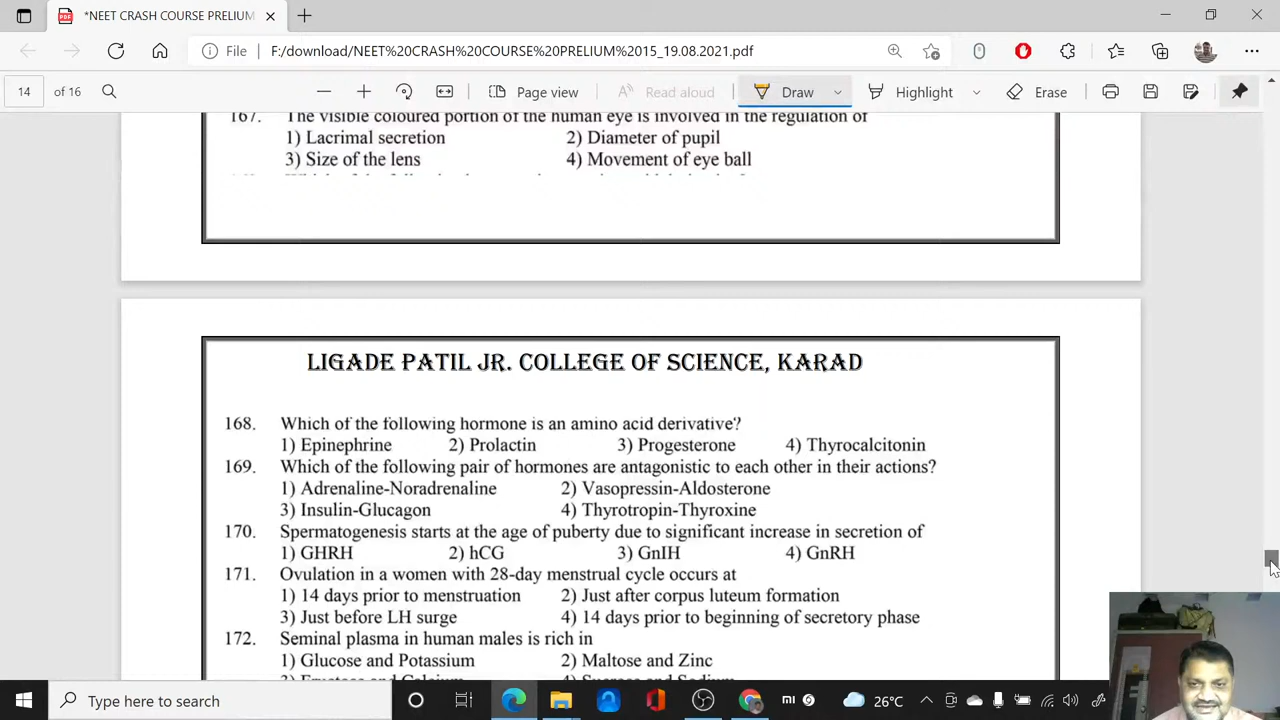 *NEET CRASH COURSE PRELIUM
File F:/download/NEET%20CRASH%20COURSE%20PRELIUM%2015_19.08.2021.pdf
14 of 16 Page view Read aloud Draw Highlight Erase
167. The visible coloured portion of the human eye is involved in the regulation of
1) Lacrimal secretion 2) Diameter of pupil
3) Size of the lens 4) Movement of eye ball
LIGADE PATIL JR. COLLEGE OF SCIENCE, KARAD
168. Which of the following hormone is an amino acid derivative?
1) Epinephrine 2) Prolactin 3) Progesterone 4) Thyrocalcitonin
169. Which of the following pair of hormones are antagonistic to each other in their actions?
1) Adrenaline-Noradrenaline 2) Vasopressin-Aldosterone
3) Insulin-Glucagon 4) Thyrotropin-Thyroxine
170. Spermatogenesis starts at the age of puberty due to significant increase in secretion of
1) GHRH 2) hCG 3) GnIH 4) GnRH
171. Ovulation in a women with 28-day menstrual cycle occurs at
1) 14 days prior to menstruation 2) Just after corpus luteum formation
3) Just before LH surge 4) 14 days prior to beginning of secretory phase
172. Seminal plasma in human males is rich in
1) Glucose and Potassium 2) Maltose and Zinc
3) Fructose and Calcium 4) Sucrose and Sodium
Type here to search mi 26°C